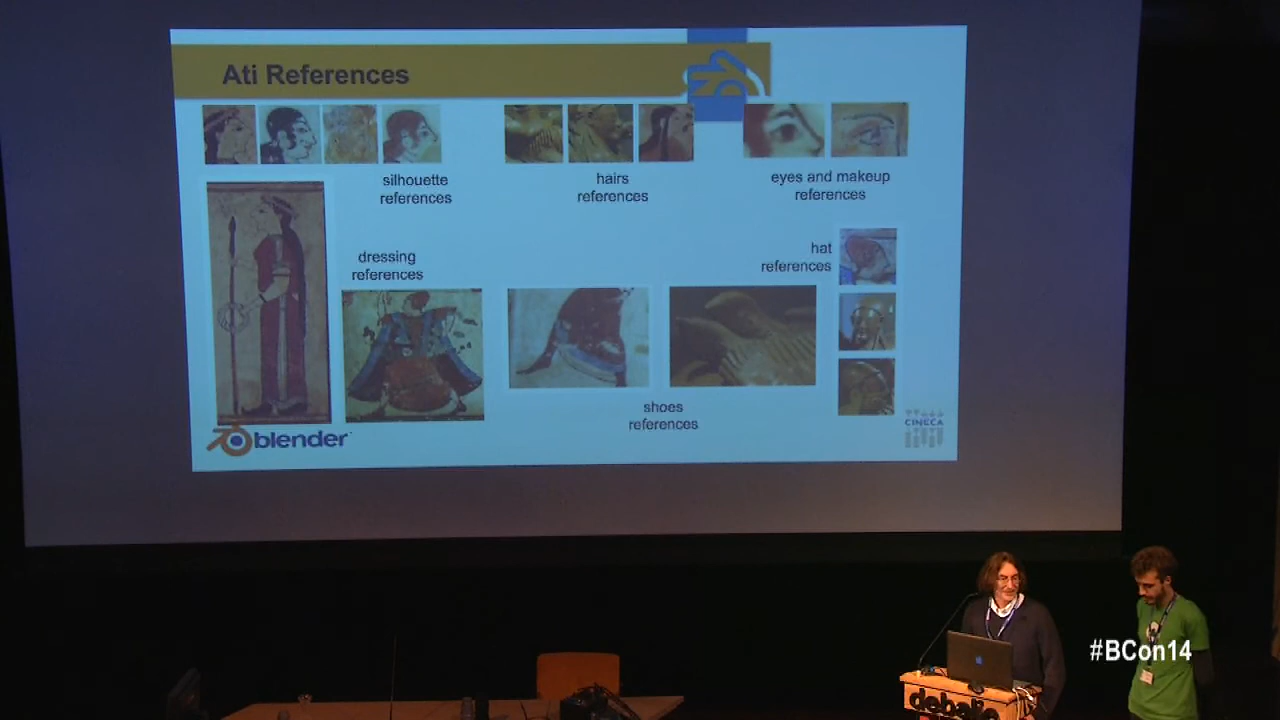 Ati References
silhouette
references
hairs
references
eyes and makeup
references
dressing
references
hat
references
shoes
references
blender
CINECA
#BCon14
debalie